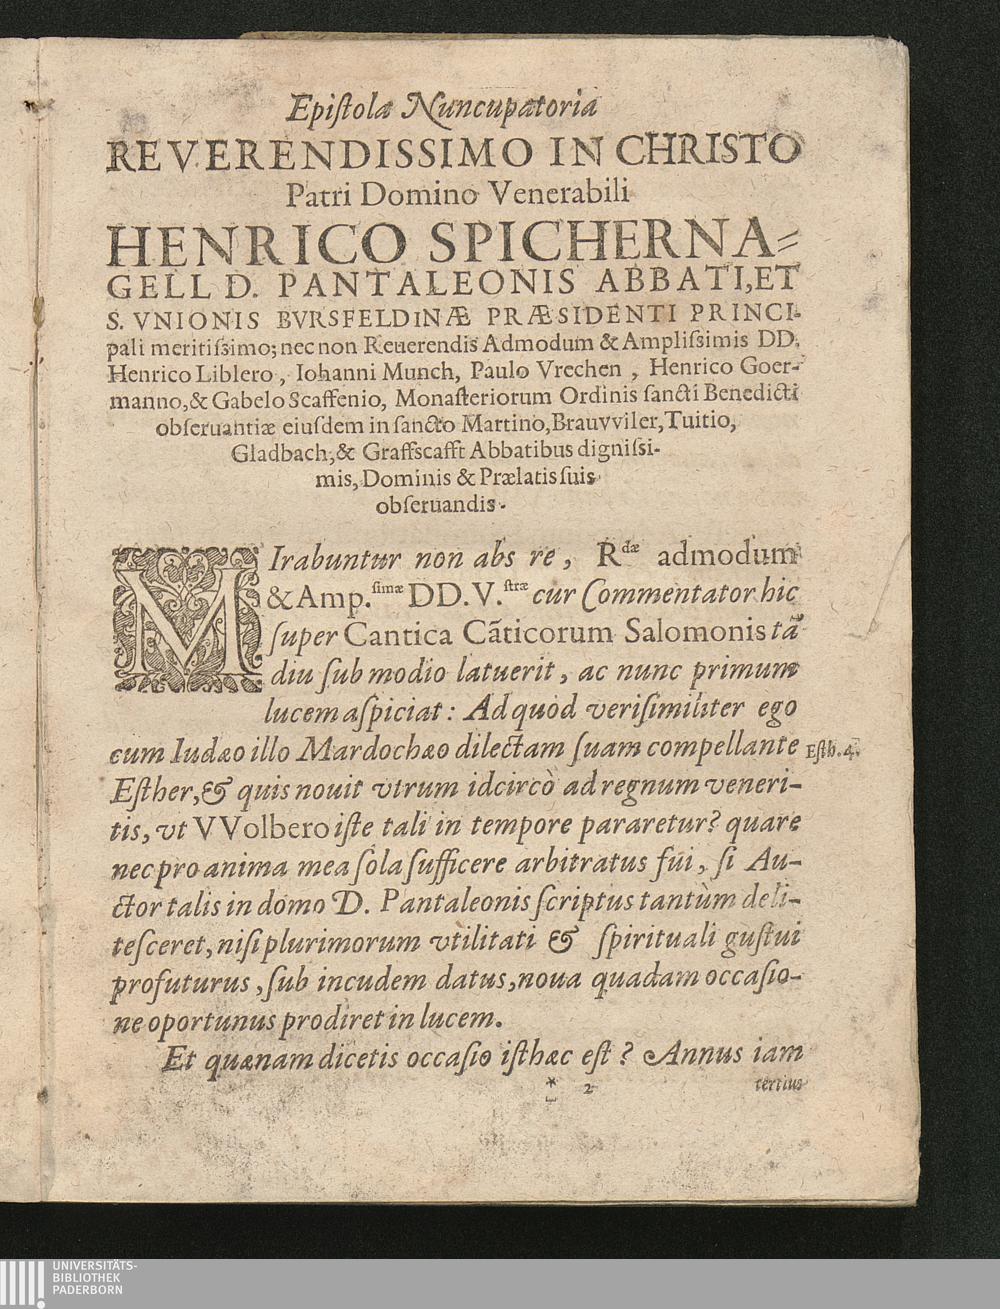 Epiſtola Nuncupatoria
REVERENDISSIMO IN CHRISTO
Patri Domino Venerabili
HENRICO SPICHERNA⸗
GELL D. PANTALEONIS ABBATI, ET
S. VNIONIS BVRSFELDINÆ PRÆSIDENTI PRINCI-
pali meritiſsimo; nec non Reuerendis Admodum & Ampliſsimis DD.
Henrico Liblero, Iohanni Munch, Paulo Vrechen, Henrico Goer-
manno, & Gabelo Scaffenio, Monaſteriorum Ordinis ſancti Benedicti
obſeruantiæ eiuſdem in ſancto Martino, Brauvviler, Tuitio,
Gladbach, & Graffſcafft Abbatibus digniſsi-
mis, Dominis & Prælatis ſuis
obſeruandis.
MIrabuntur non abs re, Rdæ admodum
& Amp.ſimæ DD. V.ſtræ cur Commentator hic
ſuper Cantica Cãticorum Salomonis tã
diu ſub modio latuerit, ac nunc primum
lucem aſpiciat: Ad quod veriſimiliter ego
cum Iudæo illo Mardochæo dilectam ſuam compellante
Eſth. 4.
Eſther, & quis nouit vtrum idcircò ad regnum veneri-
tis, vt VVolbero iſte tali in tempore pararetur? quare
nec pro anima mea ſola ſufficere arbitratus fui, ſi Au-
ctor talis in domo D. Pantaleonis ſcriptus tantùm deli-
teſceret, niſi plurimorum vtilitati & ſpirituali guſtui
profuturus, ſub incudem datus, noua quadam occaſio-
ne oportunus prodiret in lucem.
Et quænam dicetis occaſio iſthæc eſt? Annus iam
* 2 tertius
UNIVERSITÄTS-
BIBLIOTHEK
PADERBORN